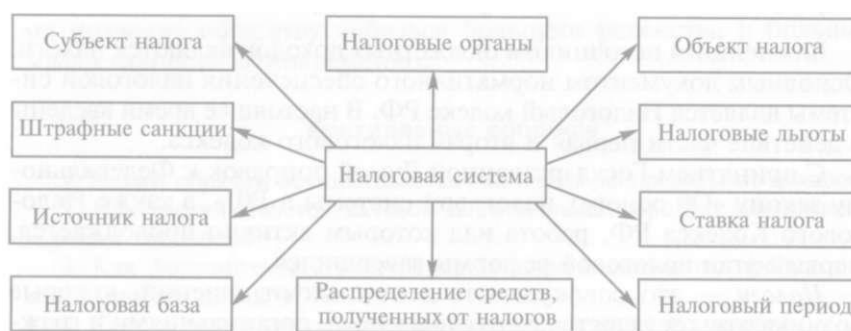 Субъект налога
Налоговые органы
Объект налога
Штрафные санкции
Налоговые льготы
Налоговая система
Источник налога
Ставка налога
Налоговая база
Распределение средств,
полученных от налогов
Налоговый период